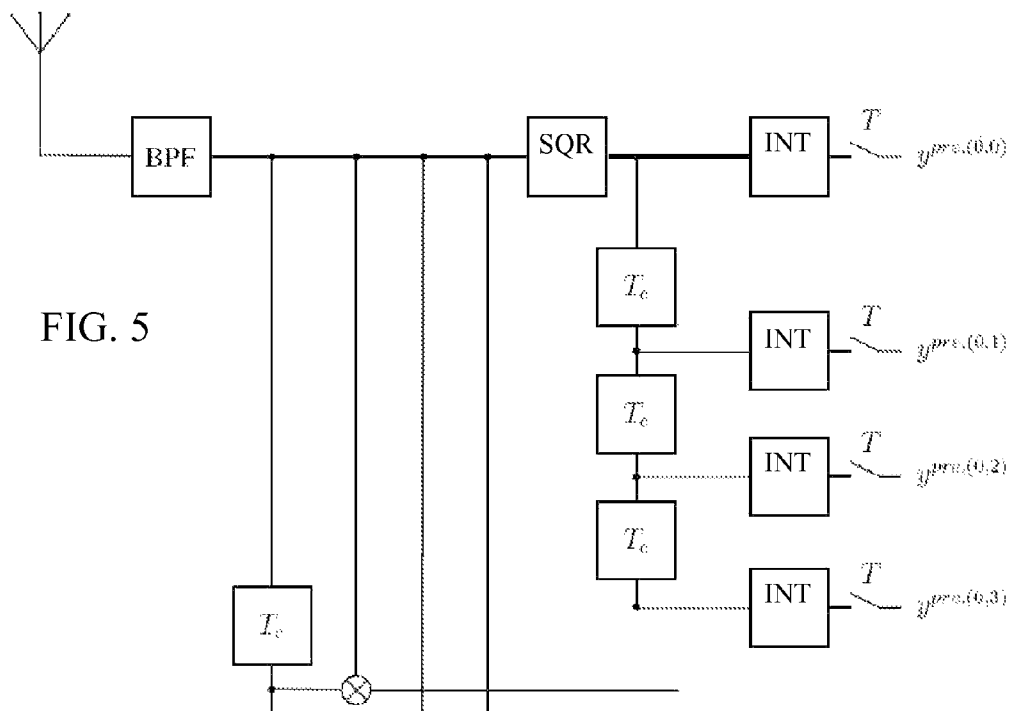 BPF
SQR
INT
T
y^{pre,(0,0)}
T_c
FIG. 5
INT
T
y^{pre,(0,1)}
T_c
INT
T
y^{pre,(0,2)}
T_c
INT
T
y^{pre,(0,3)}
T_c